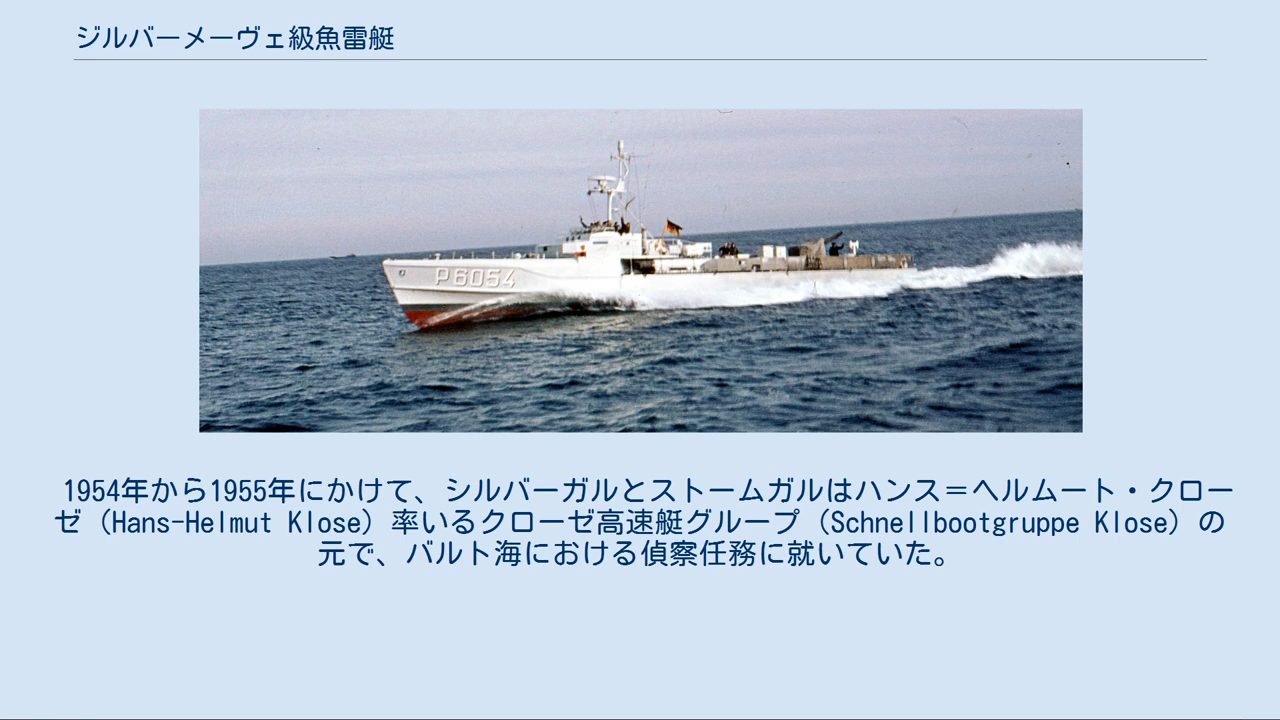 ジルバーメーヴェ級魚雷艇
P6054
1954年から1955年にかけて、シルバーガルとストームガルはハンス＝ヘルムート・クロー
ゼ（Hans-Helmut Klose）率いるクローゼ高速艇グループ（Schnellbootgruppe Klose）の
元で、バルト海における偵察任務に就いていた。